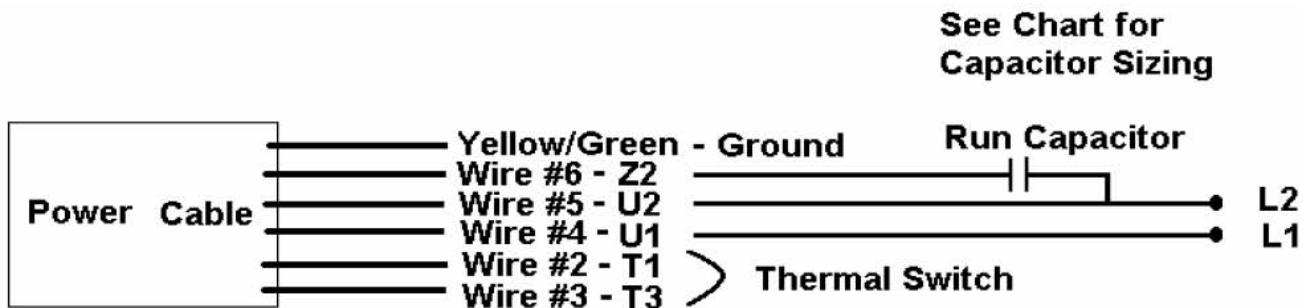 See Chart for
Capacitor Sizing
Yellow/Green - Ground
Run Capacitor
Wire #6 - Z2
Power Cable
Wire #5 - U2
L2
Wire #4 - U1
L1
Wire #2 - T1
Thermal Switch
Wire #3 - T3